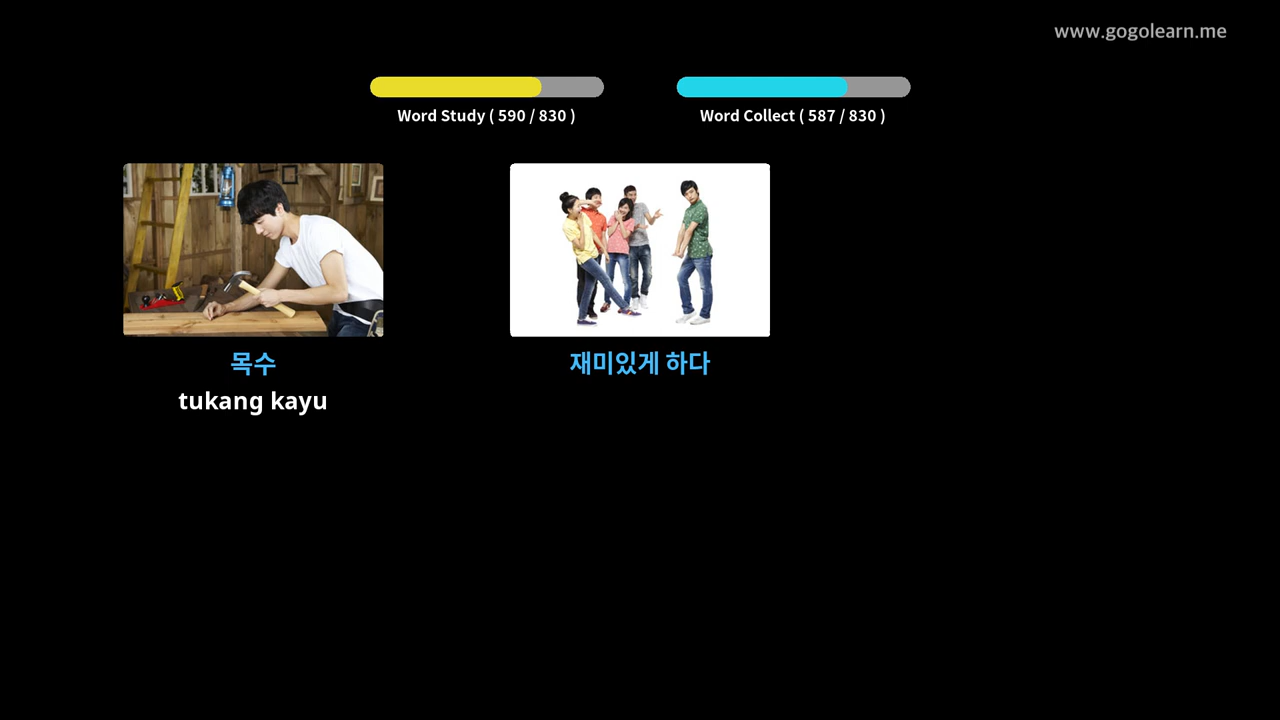 www.gogolearn.me
Word Study ( 590 / 830 )
Word Collect ( 587 / 830 )
목수
tukang kayu
재미있게 하다